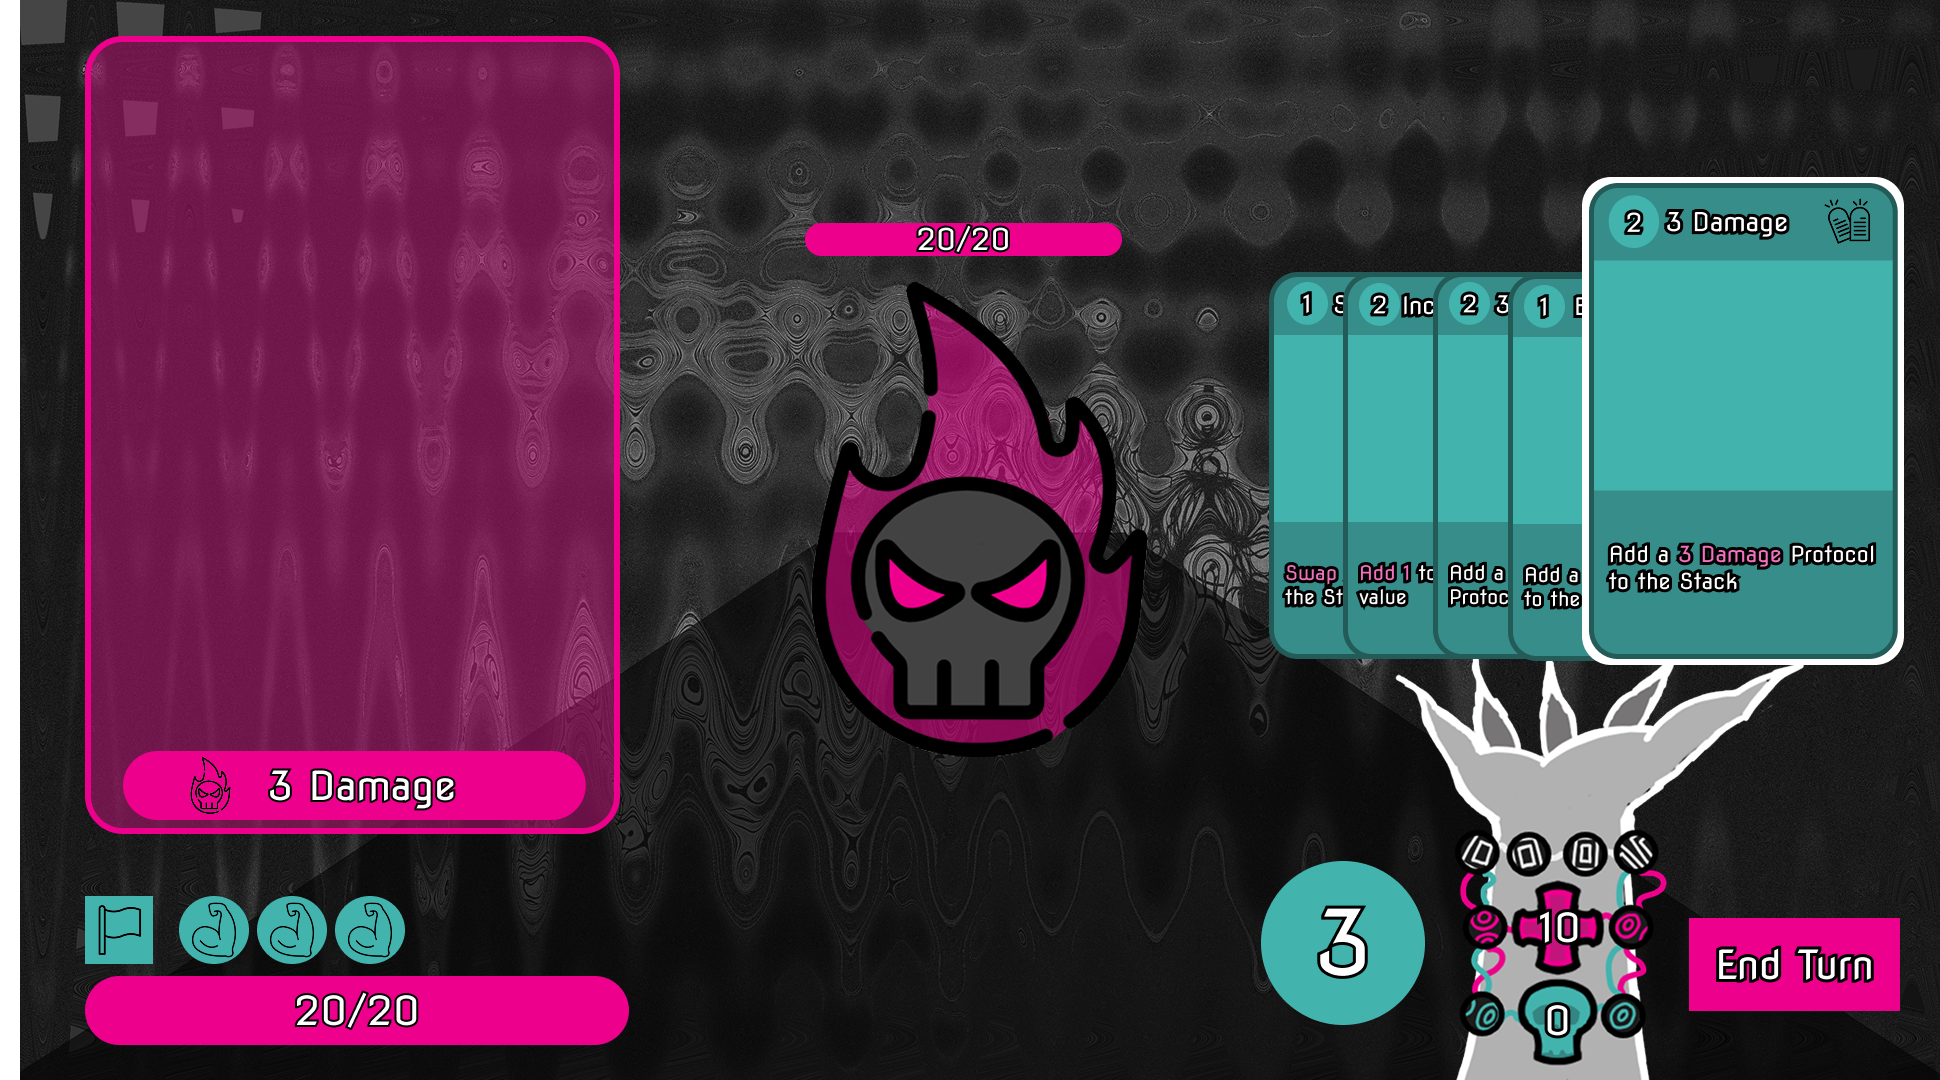 20/20
3 Damage
20/20
1 S
Swap
the St
2 Inc
Add 1 to
value
2 3
Add a
Protoc
1 E
Add a
to the
2 3 Damage
Add a 3 Damage Protocol
to the Stack
3
10
0
End Turn